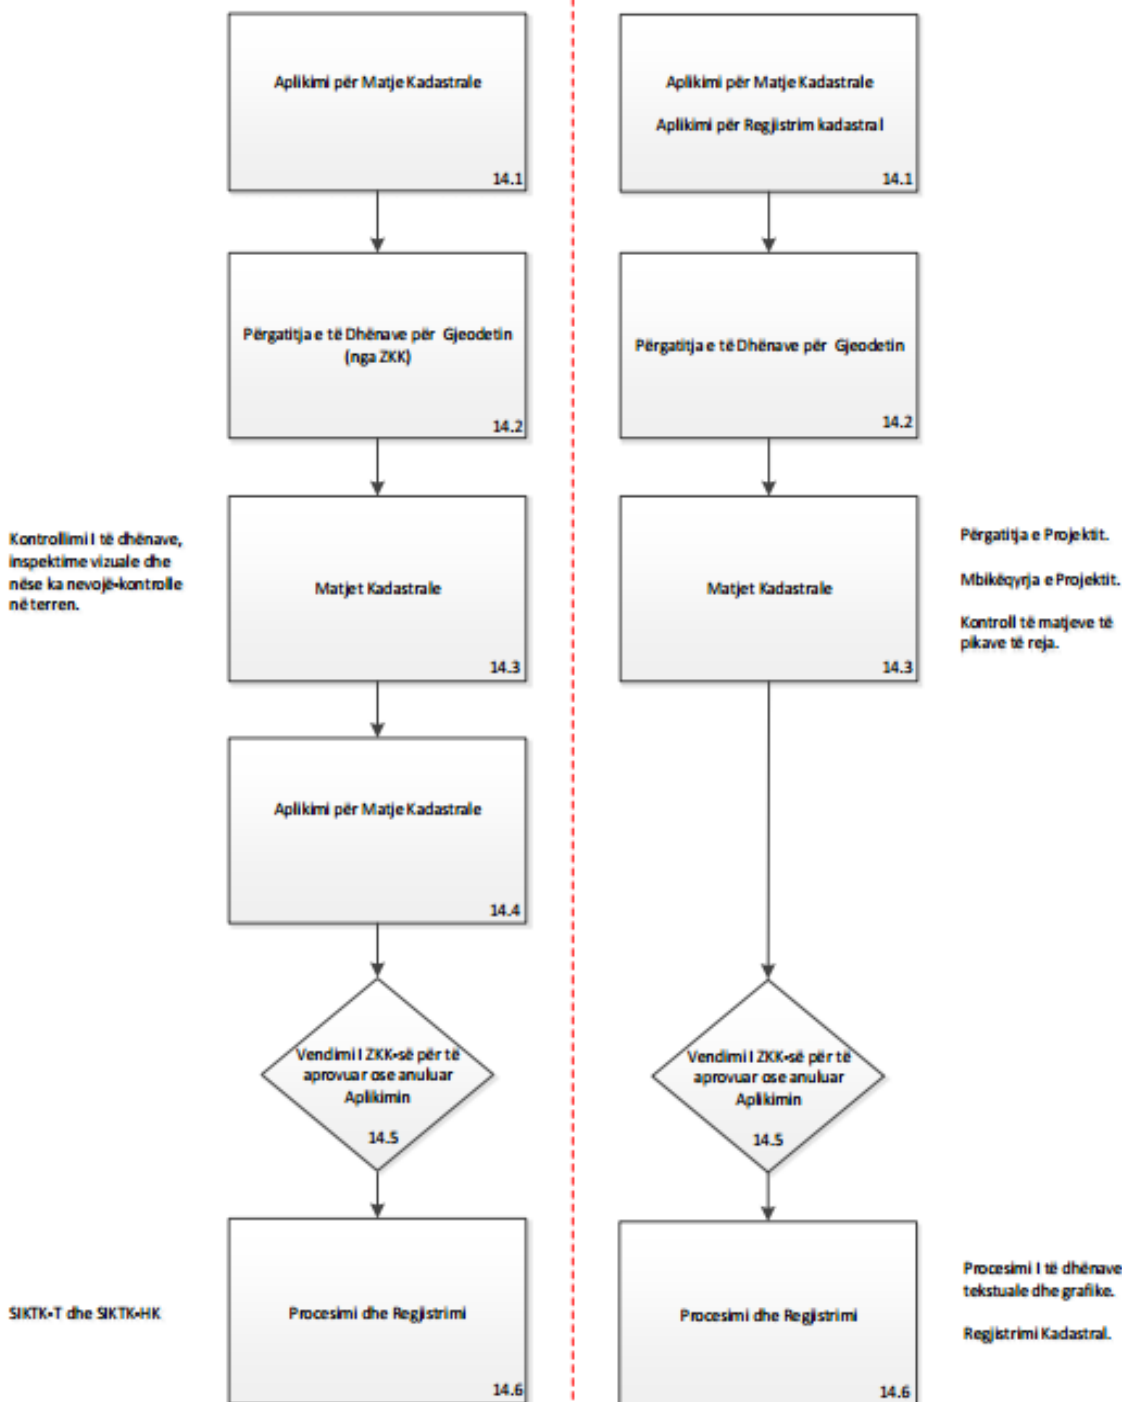 Aplikimi për Matje Kadastrale
14.1
Përgatitja e të Dhënave për Gjeodetin
(nga ZKK)
14.2
Kontrollimi I të dhënave,
inspektime vizuale dhe
nëse ka nevojë-kontrolle
në terren.
Matjet Kadastrale
14.3
Aplikimi për Matje Kadastrale
14.4
Vendimi I ZKK-së për të
aprovuar ose anuluar
Aplikimin
14.5
SIKTK-T dhe SIKTK-HK
Procesimi dhe Regjistrimi
14.6
Aplikimi për Matje Kadastrale
Aplikimi për Regjistrim kadastral
14.1
Përgatitja e të Dhënave për Gjeodetin
14.2
Matjet Kadastrale
14.3
Përgatitja e Projektit.
Mbikëqyrja e Projektit.
Kontroll të matjeve të
pikave të reja.
Vendimi I ZKK-së për të
aprovuar ose anuluar
Aplikimin
14.5
Procesimi dhe Regjistrimi
14.6
Procesimi I të dhënave
tekstuale dhe grafike.
Regjistrimi Kadastral.